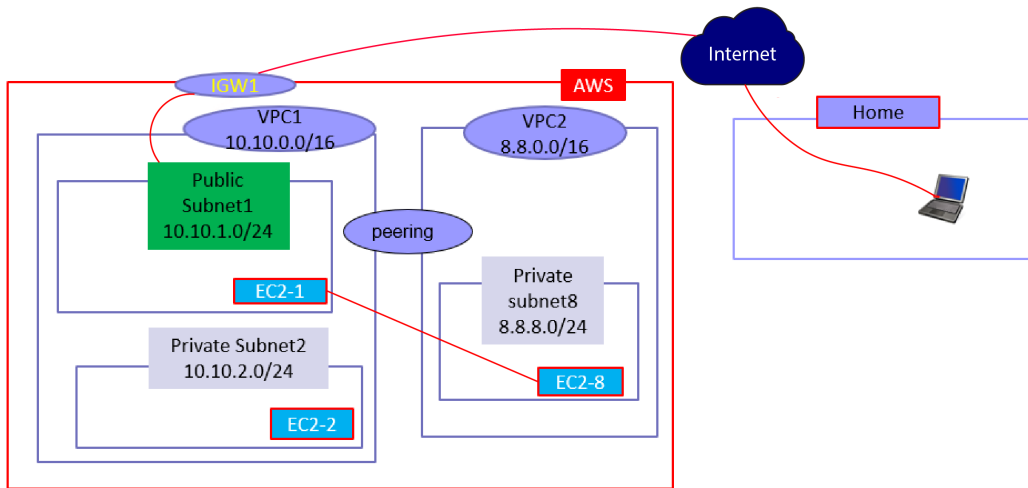 Internet
IGW1
AWS
VPC1
10.10.0.0/16
VPC2
8.8.0.0/16
Home
Public
Subnet1
10.10.1.0/24
peering
EC2-1
Private
subnet8
8.8.8.0/24
Private Subnet2
10.10.2.0/24
EC2-8
EC2-2